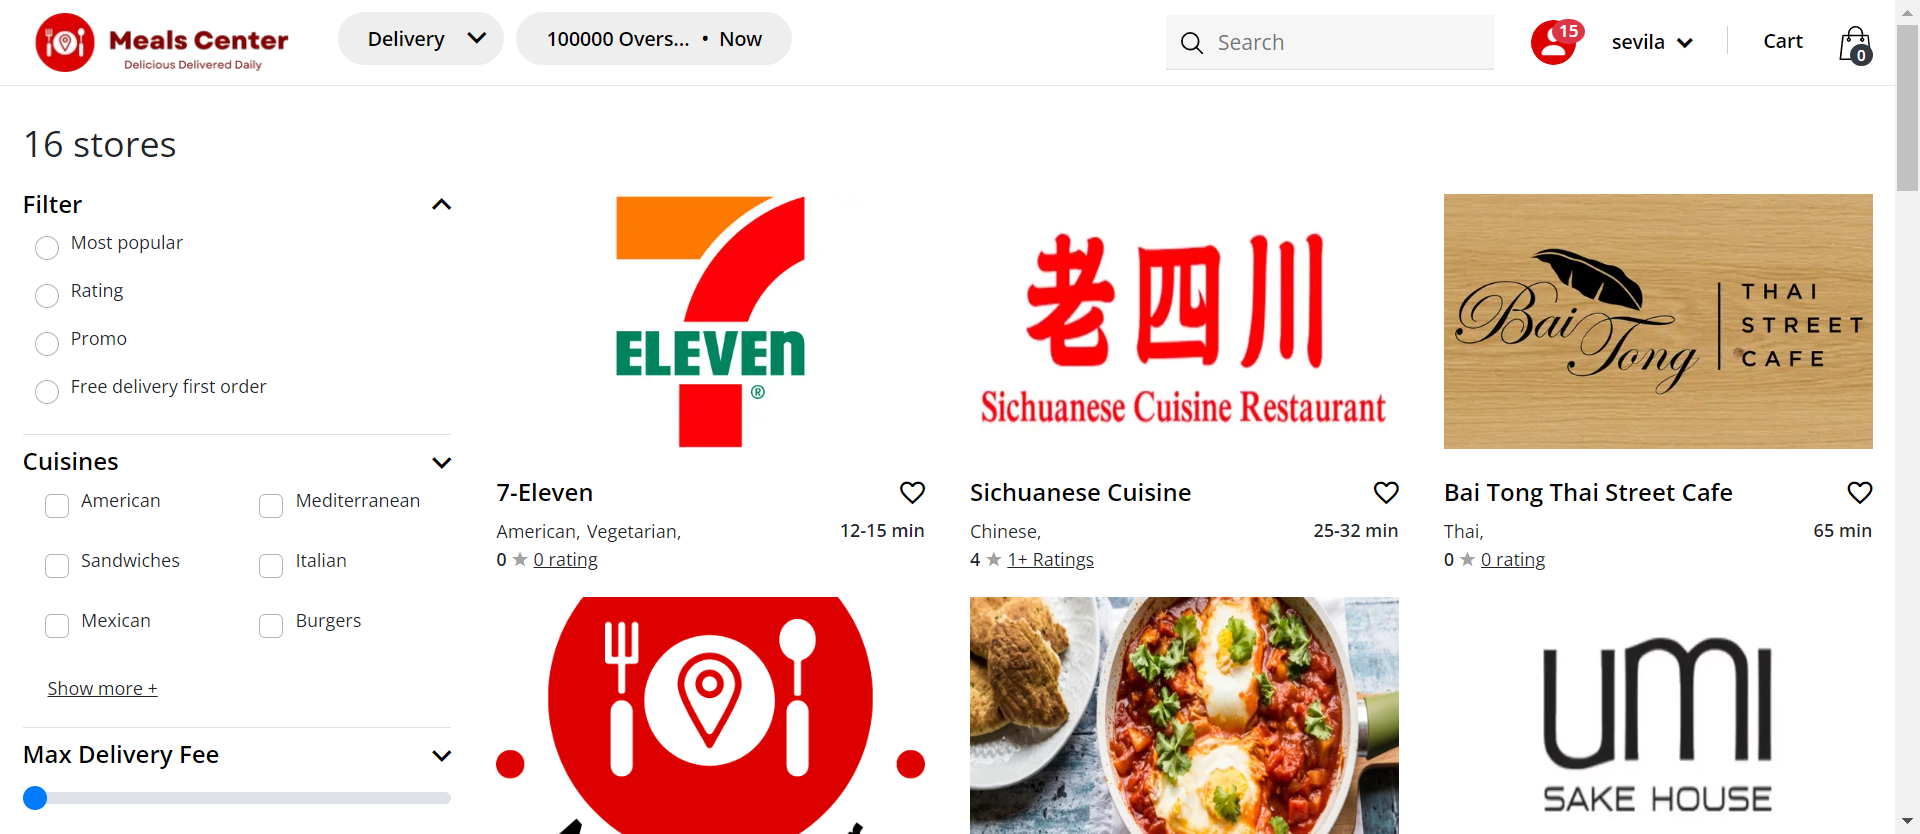 Meals Center
Delicious Delivered Daily
Delivery
100000 Overs... • Now
Search
15
sevila
Cart
0
16 stores
Filter
Most popular
Rating
Promo
Free delivery first order
Cuisines
American
Mediterranean
Sandwiches
Italian
Mexican
Burgers
Show more +
Max Delivery Fee
7
ELEVEn
®
7-Eleven
American, Vegetarian,
12-15 min
0 ★ 0 rating
老四川
Sichuanese Cuisine Restaurant
Sichuanese Cuisine
Chinese,
25-32 min
4 ★ 1+ Ratings
Bai Tong
THAI
STREET
CAFE
Bai Tong Thai Street Cafe
Thai,
65 min
0 ★ 0 rating
umi
SAKE HOUSE